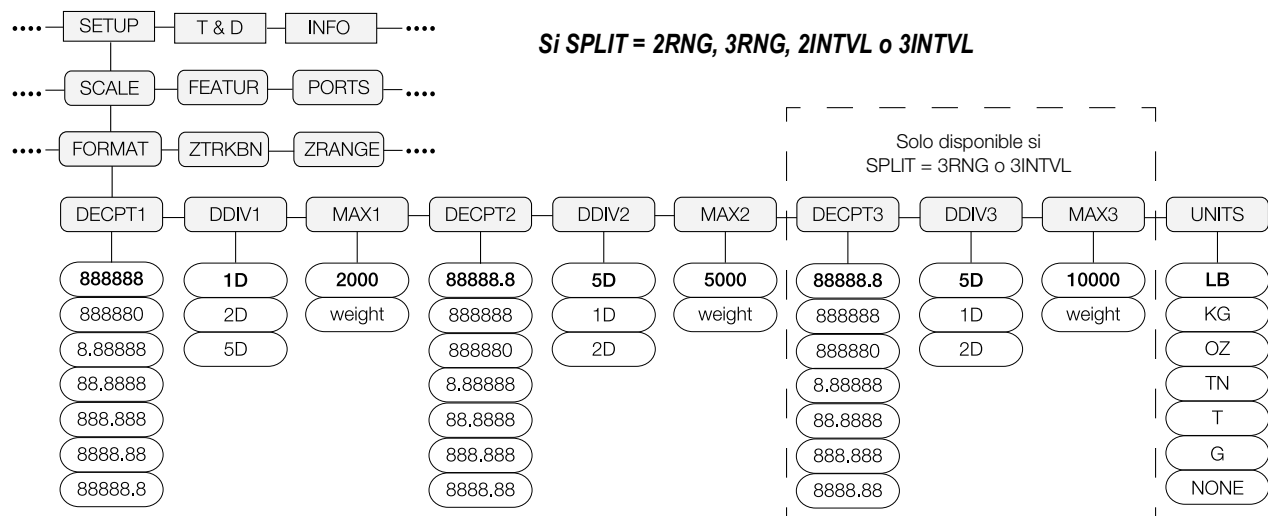 •••• SETUP T & D INFO ••••
Si SPLIT = 2RNG, 3RNG, 2INTVL o 3INTVL
•••• SCALE FEATUR PORTS ••••
•••• FORMAT ZTRKBN ZRANGE ••••
Solo disponible si
SPLIT = 3RNG o 3INTVL
DECPT1 DDIV1 MAX1 DECPT2 DDIV2 MAX2 DECPT3 DDIV3 MAX3 UNITS
888888 1D 2000 88888.8 5D 5000 88888.8 5D 10000 LB
888880 2D weight 888888 1D weight 888888 1D weight KG
8.88888 5D 888880 2D 888880 2D OZ
88.8888 8.88888 8.88888 TN
888.888 88.8888 88.8888 T
8888.88 888.888 888.888 G
88888.8 8888.88 8888.88 NONE